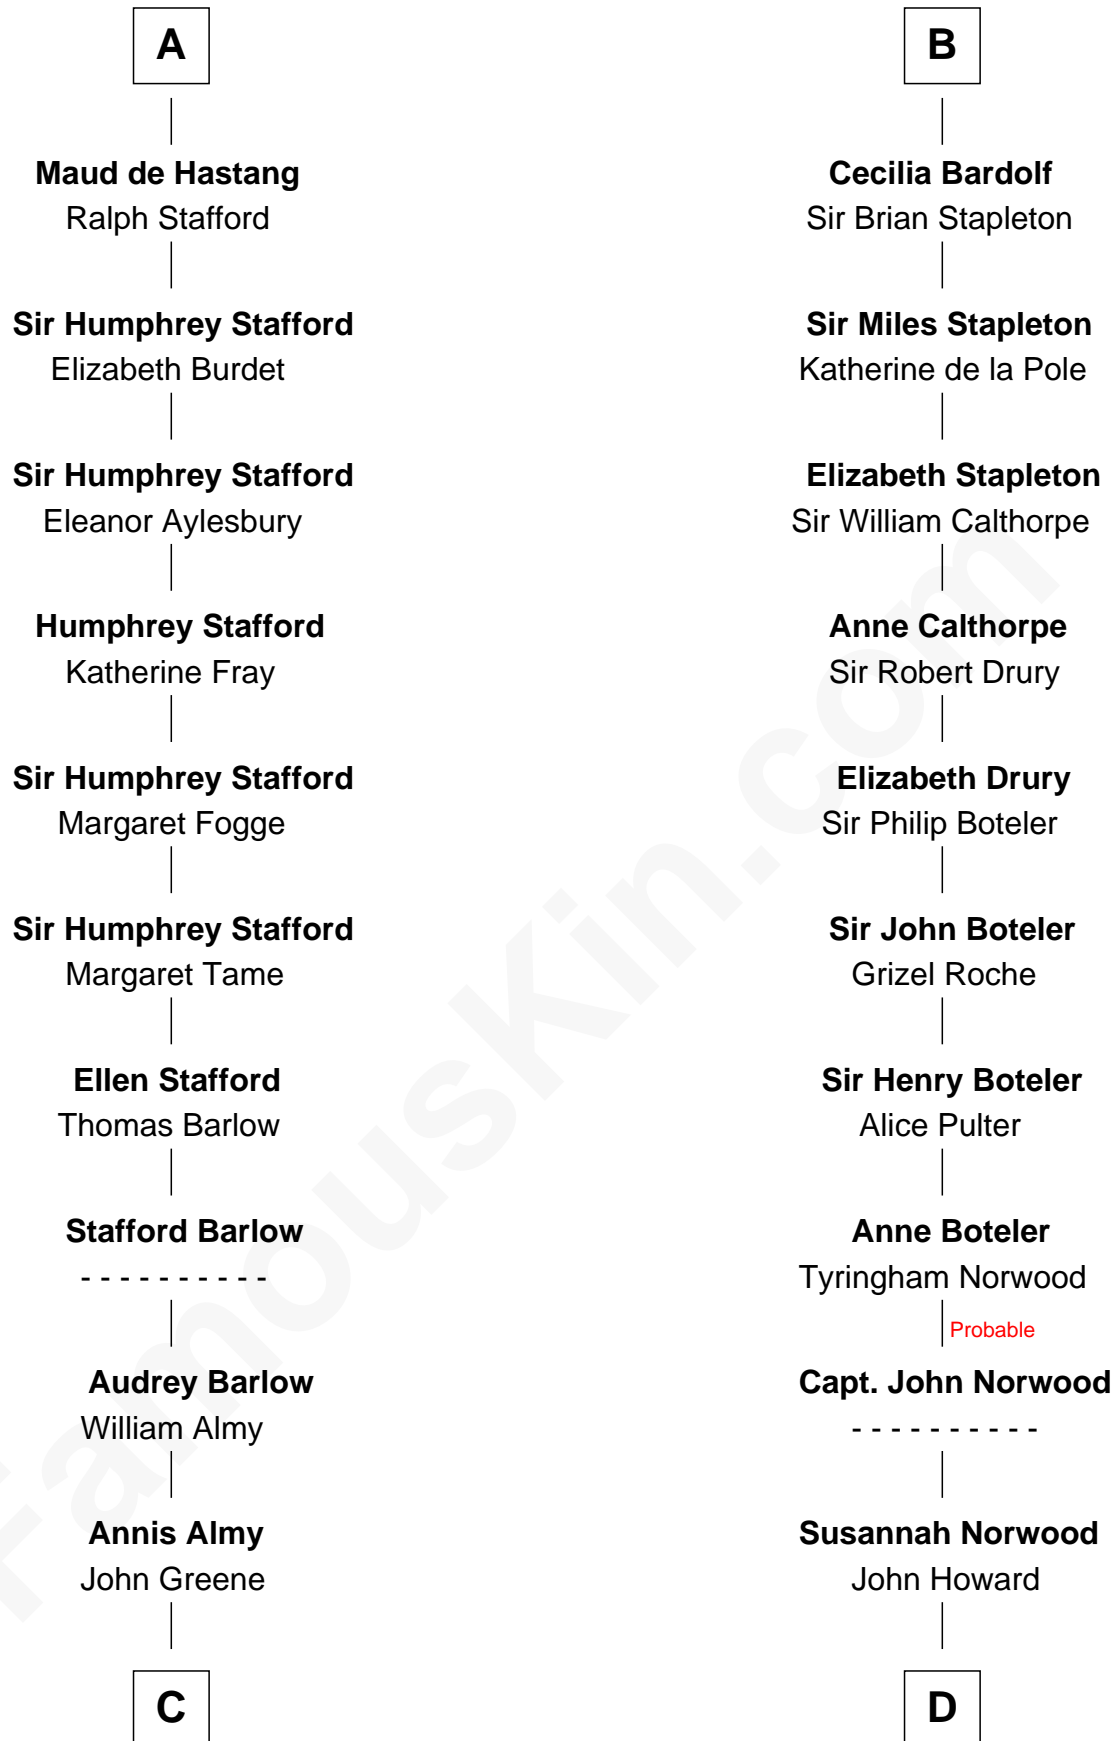 A
Maud de Hastang
Ralph Stafford
Sir Humphrey Stafford
Elizabeth Burdet
Sir Humphrey Stafford
Eleanor Aylesbury
Humphrey Stafford
Katherine Fray
Sir Humphrey Stafford
Margaret Fogge
Sir Humphrey Stafford
Margaret Tame
Ellen Stafford
Thomas Barlow
Stafford Barlow
- - - - - - - - - -
Audrey Barlow
William Almy
Annis Almy
John Greene
C
B
Cecilia Bardolf
Sir Brian Stapleton
Sir Miles Stapleton
Katherine de la Pole
Elizabeth Stapleton
Sir William Calthorpe
Anne Calthorpe
Sir Robert Drury
Elizabeth Drury
Sir Philip Boteler
Sir John Boteler
Grizel Roche
Sir Henry Boteler
Alice Pulter
Anne Boteler
Tyringham Norwood
Probable
Capt. John Norwood
- - - - - - - - - -
Susannah Norwood
John Howard
D
FamousKin.com